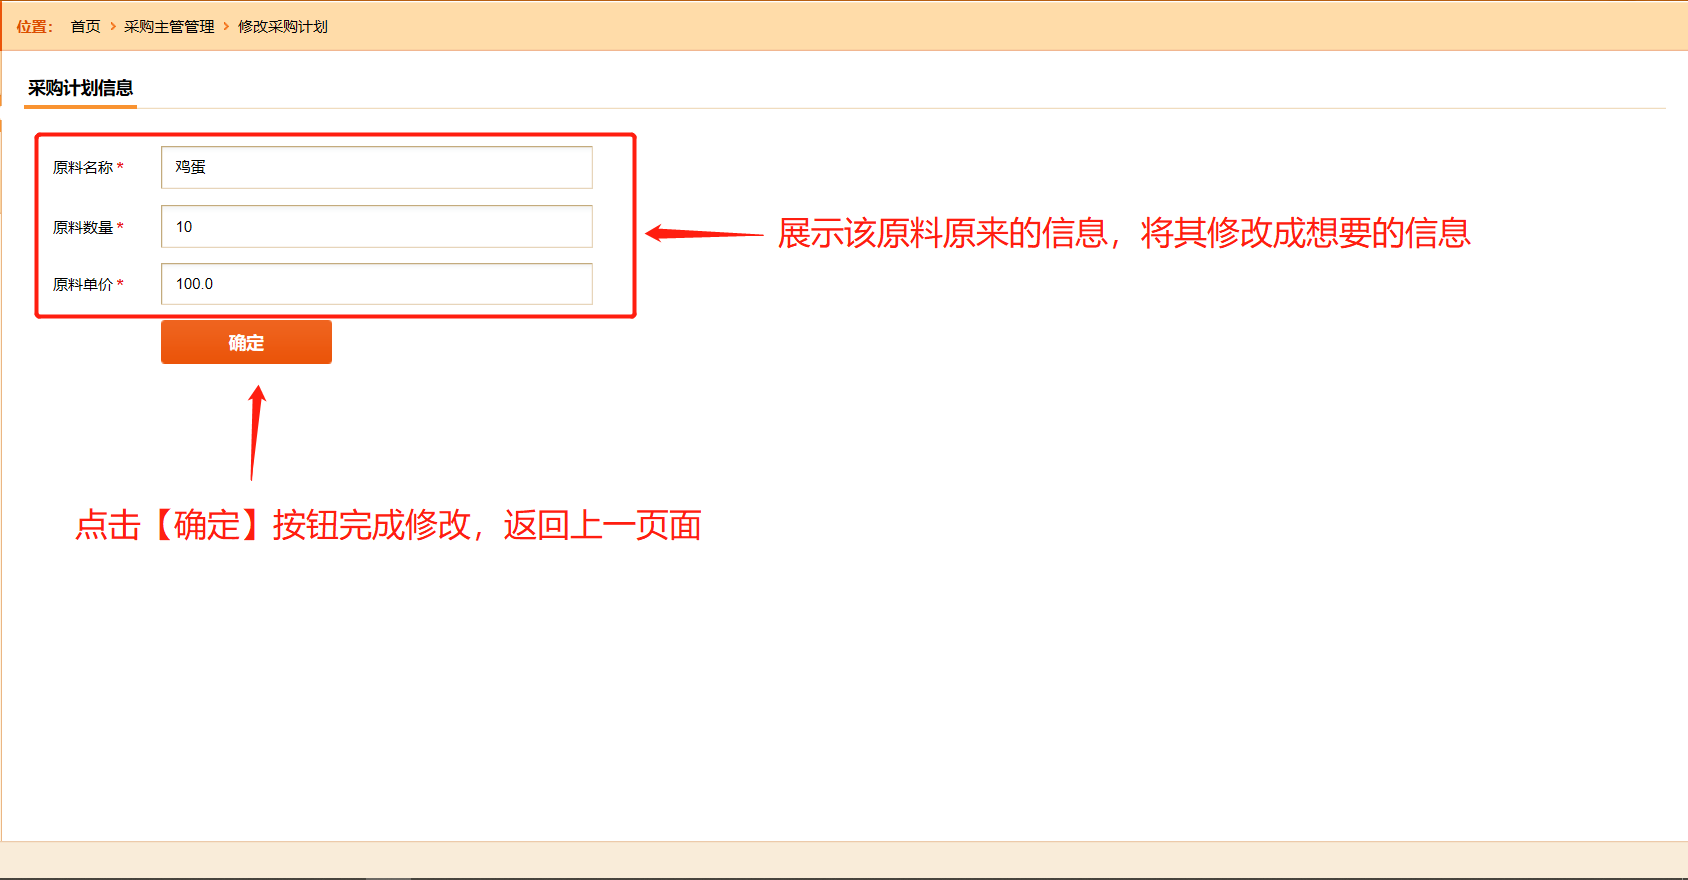 位置： 首页 > 采购主管管理 > 修改采购计划
采购计划信息
原料名称 * 鸡蛋
原料数量 * 10
展示该原料原来的信息，将其修改成想要的信息
原料单价 * 100.0
确定
点击【确定】按钮完成修改，返回上一页面